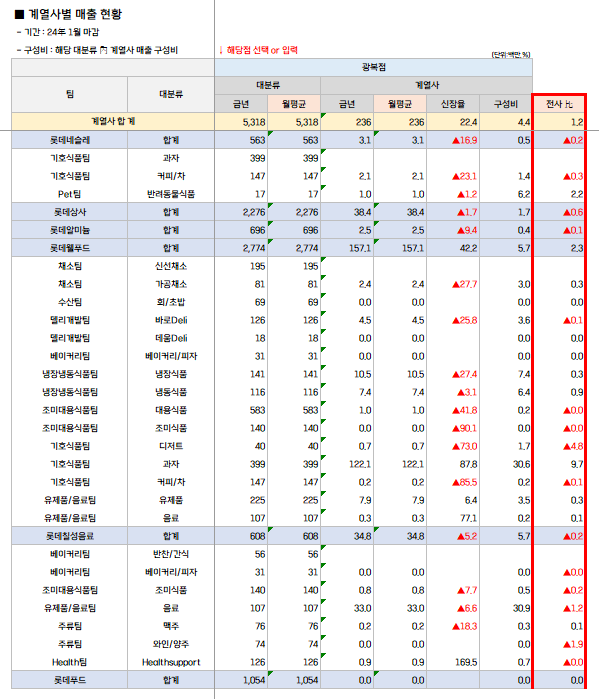 ■ 계열사별 매출 현황
- 기간 : 24年 1월 마감
- 구성비 : 해당 대분류 內 계열사 매출 구성비
↓ 해당점 선택 or 입력
(단위:백만,%)
팀 대분류 광복점
대분류 계열사
금년 월평균 금년 월평균 신장율 구성비 전사 比
계열사 합 계 5,318 5,318 236 236 22.4 4.4 1.2
롯데네슬레 합계 563 563 3.1 3.1 ▲16.9 0.5 ▲0.2
기호식품팀 과자 399 399
기호식품팀 커피/차 147 147 2.1 2.1 ▲23.1 1.4 ▲0.3
Pet팀 반려동물식품 17 17 1.0 1.0 ▲1.2 6.2 2.2
롯데상사 합계 2,276 2,276 38.4 38.4 ▲1.7 1.7 ▲0.6
롯데알미늄 합계 696 696 2.5 2.5 ▲9.4 0.4 ▲0.1
롯데웰푸드 합계 2,774 2,774 157.1 157.1 42.2 5.7 2.3
채소팀 신선채소 195 195
채소팀 가공채소 81 81 2.4 2.4 ▲27.7 3.0 0.3
수산팀 회/초밥 69 69 0.0 0.0 0.0 0.0
델리개발팀 바로Deli 126 126 4.5 4.5 ▲25.8 3.6 ▲0.1
델리개발팀 데움Deli 18 18 0.0 0.0 0.0 0.0
베이커리팀 베이커리/피자 31 31 0.0 0.0 0.0 0.0
냉장냉동식품팀 냉장식품 141 141 10.5 10.5 ▲27.4 7.4 0.3
냉장냉동식품팀 냉동식품 116 116 7.4 7.4 ▲3.1 6.4 0.9
조미대용식품팀 대용식품 583 583 1.0 1.0 ▲41.8 0.2 ▲0.0
조미대용식품팀 조미식품 140 140 0.0 0.0 ▲90.1 0.0 ▲0.0
기호식품팀 디저트 40 40 0.7 0.7 ▲73.0 1.7 ▲4.8
기호식품팀 과자 399 399 122.1 122.1 87.8 30.6 9.7
기호식품팀 커피/차 147 147 0.2 0.2 ▲85.5 0.2 ▲0.1
유제품/음료팀 유제품 225 225 7.9 7.9 6.4 3.5 0.3
유제품/음료팀 음료 107 107 0.3 0.3 77.1 0.2 0.1
롯데칠성음료 합계 608 608 34.8 34.8 ▲5.2 5.7 ▲0.2
베이커리팀 반찬/간식 56 56
베이커리팀 베이커리/피자 31 31 0.0 0.0 0.0 ▲0.0
조미대용식품팀 조미식품 140 140 0.8 0.8 ▲7.7 0.5 ▲0.2
유제품/음료팀 음료 107 107 33.0 33.0 ▲6.6 30.9 ▲1.2
주류팀 맥주 76 76 0.2 0.2 ▲18.3 0.3 0.1
주류팀 와인/양주 74 74 0.0 0.0 0.0 ▲1.9
Health팀 Healthsupport 126 126 0.9 0.9 169.5 0.7 ▲0.0
롯데푸드 합계 1,054 1,054 0.0 0.0 0.0 0.0